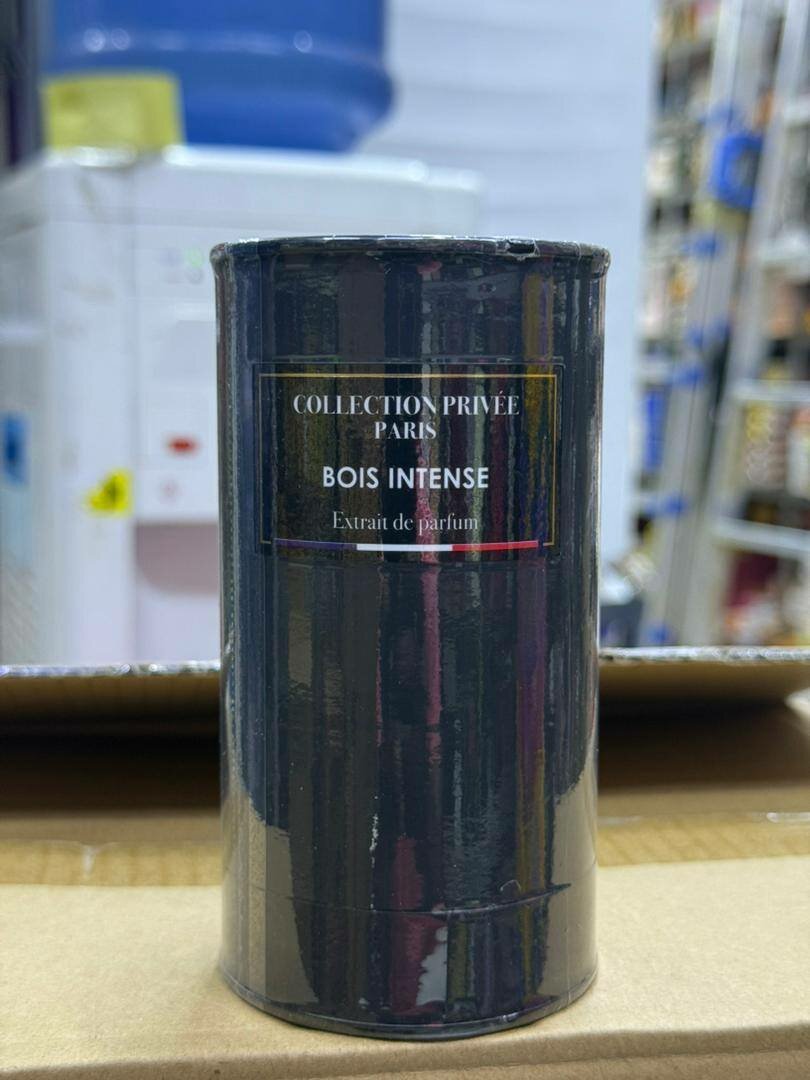 COLLECTION PRIVÉE
PARIS
BOIS INTENSE
Extrait de parfum